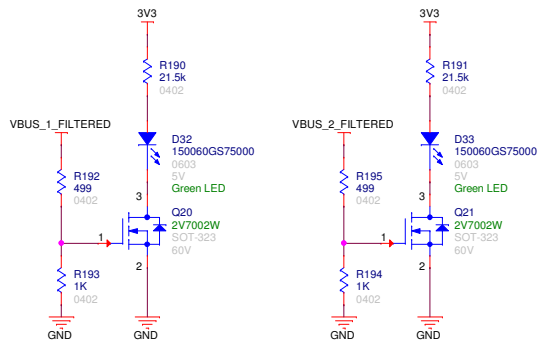 3V3
R190
21.5k
0402
VBUS_1_FILTERED
D32
150060GS75000
0603
5V
Green LED
R192
499
0402
3
Q20
2V7002W
SOT-323
60V
1
2
R193
1K
0402
GND
GND
3V3
R191
21.5k
0402
VBUS_2_FILTERED
D33
150060GS75000
0603
5V
Green LED
R195
499
0402
3
Q21
2V7002W
SOT-323
60V
1
2
R194
1K
0402
GND
GND